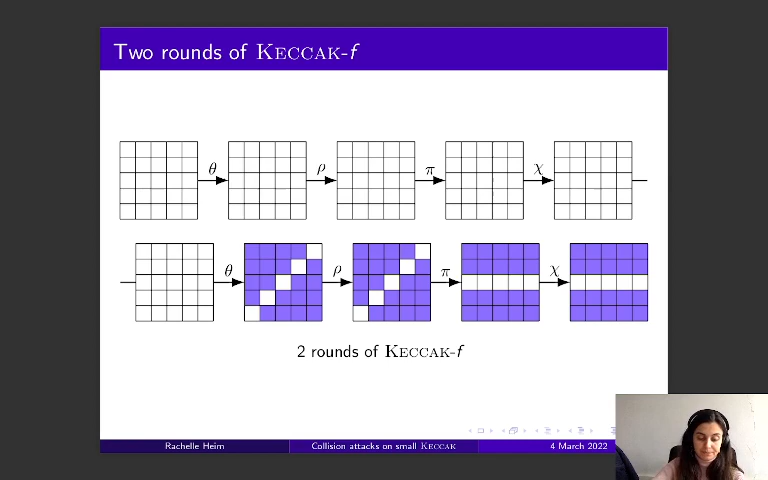 Two rounds of KECCAK-f
θ ρ π χ
θ ρ π χ
2 rounds of KECCAK-f
Rachelle Heim Collision attacks on small KECCAK 4 March 2022